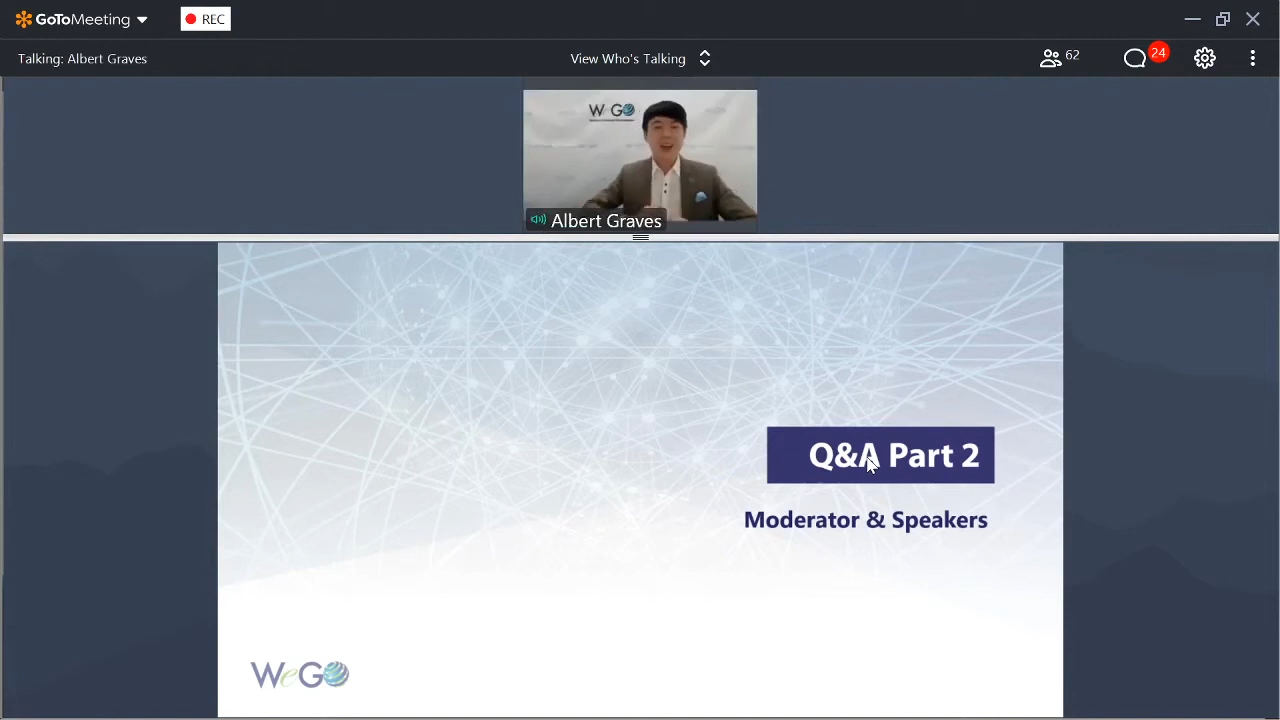 GoToMeeting
REC
Talking: Albert Graves
View Who's Talking
62
24
WeGO
Albert Graves
Q&A Part 2
Moderator & Speakers
WeGO